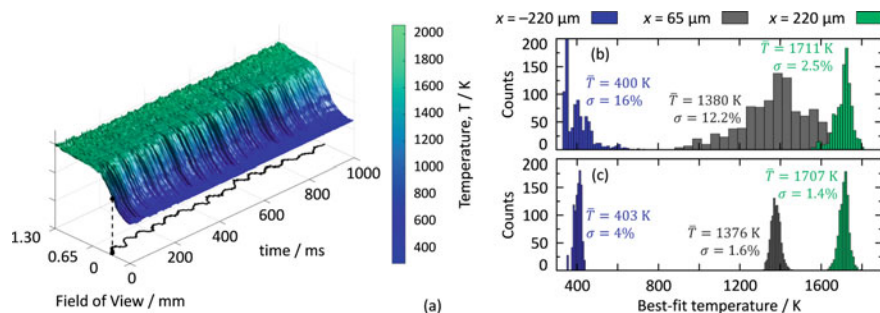 x = –220 µm x = 65 µm x = 220 µm
Temperature, T / K
2000
1800
1600
1400
1200
1000
800
600
400
1.30
0.65
0
0
200
400
600
800
1000
time / ms
Field of View / mm
(a)
(b)
Counts
200
150
100
50
0
T̄ = 400 K
σ = 16%
T̄ = 1380 K
σ = 12.2%
T̄ = 1711 K
σ = 2.5%
(c)
Counts
200
150
100
50
0
T̄ = 403 K
σ = 4%
T̄ = 1376 K
σ = 1.6%
T̄ = 1707 K
σ = 1.4%
400 800 1200 1600
Best-fit temperature / K